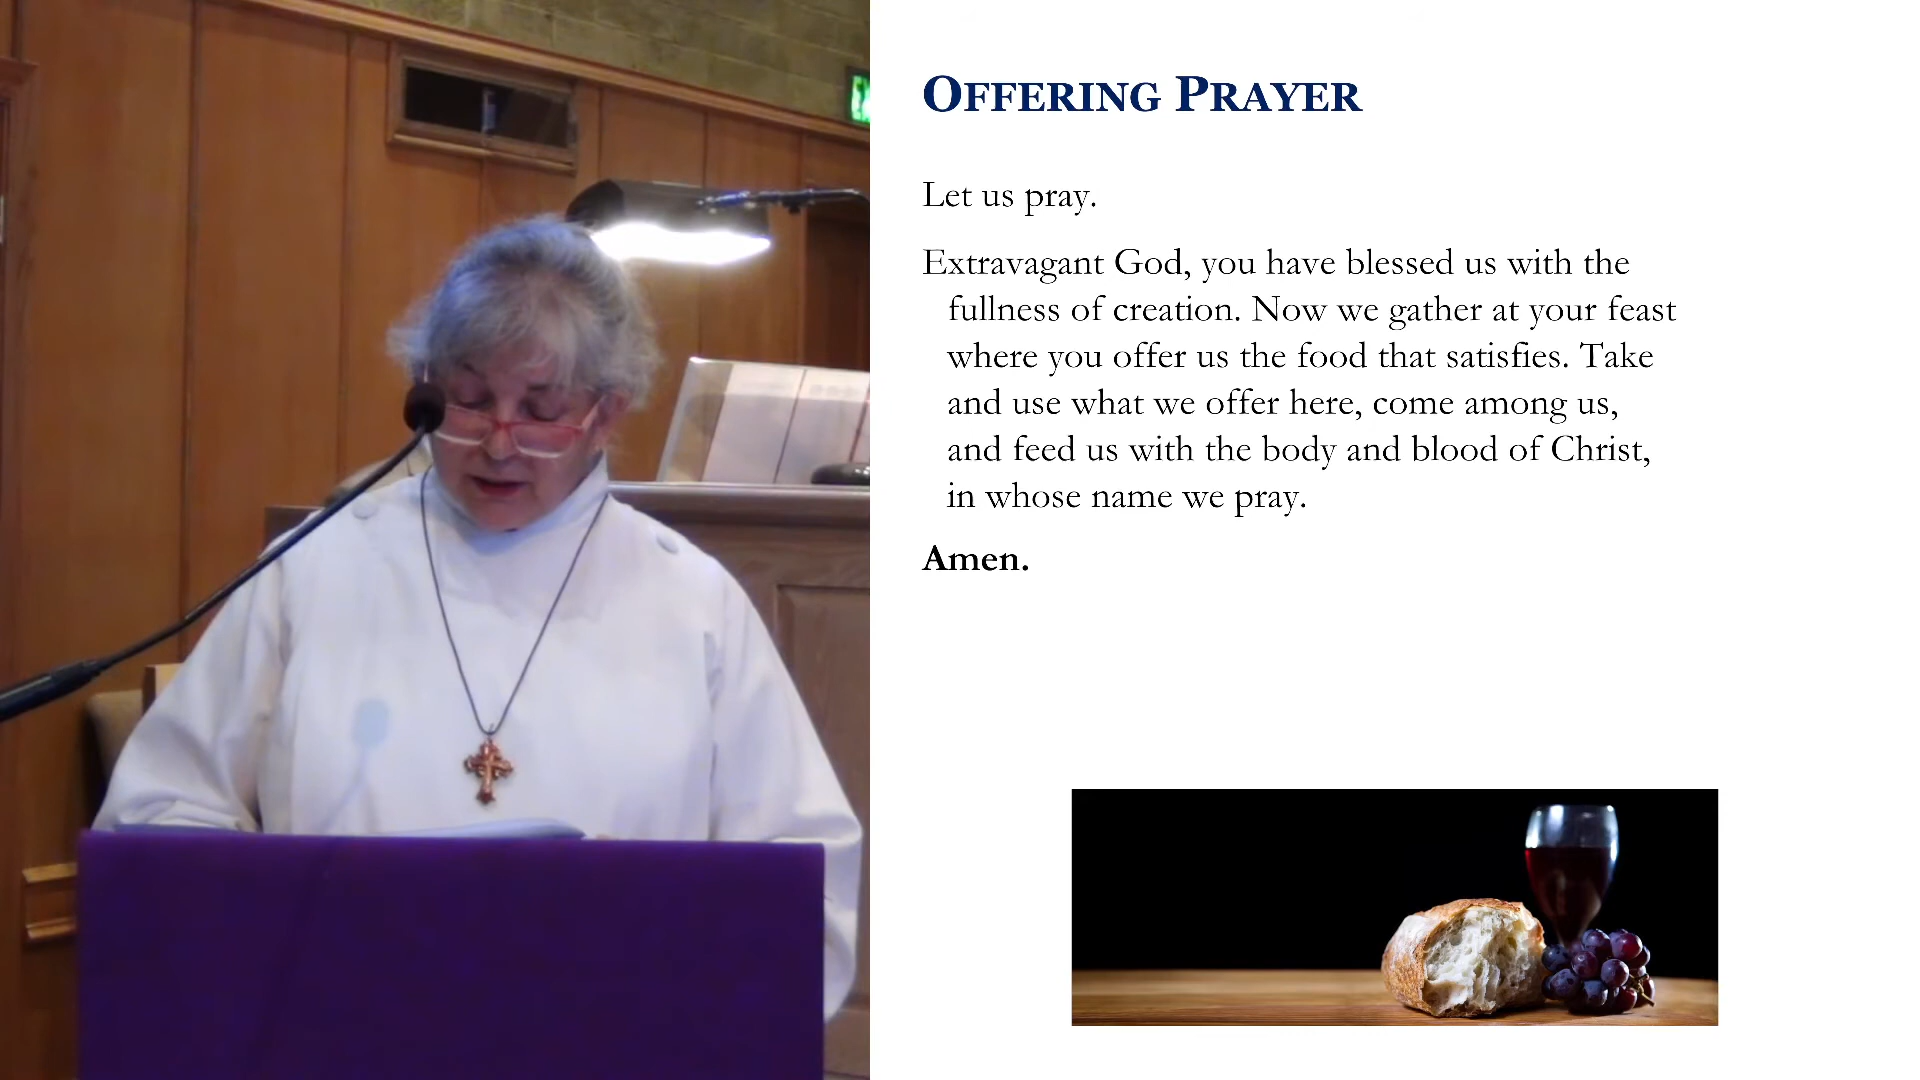 OFFERING PRAYER
Let us pray.
Extravagant God, you have blessed us with the
fullness of creation. Now we gather at your feast
where you offer us the food that satisfies. Take
and use what we offer here, come among us,
and feed us with the body and blood of Christ,
in whose name we pray.
Amen.